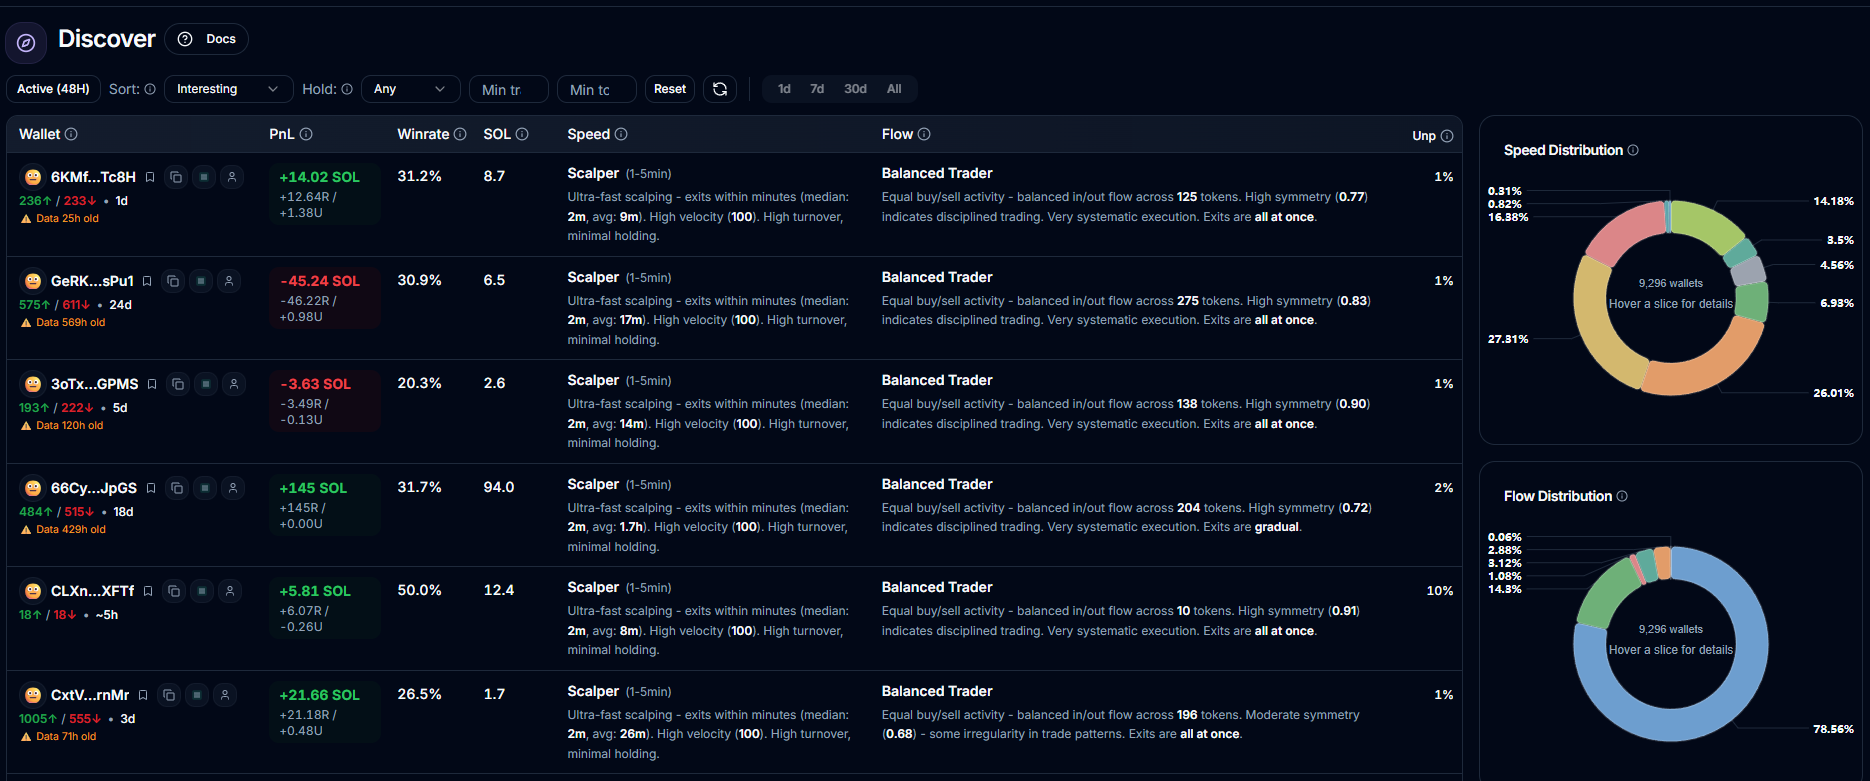 Discover
Docs
Active (48H)
Sort:
Interesting
Hold:
Any
Min tr
Min tc
Reset
1d
7d
30d
All
Wallet
PnL
Winrate
SOL
Speed
Flow
Unp
6KMf...Tc8H
236↑ / 233↓ • 1d
Data 25h old
+14.02 SOL
+12.64R /
+1.38U
31.2%
8.7
Scalper (1-5min)
Ultra-fast scalping - exits within minutes (median:
2m, avg: 9m). High velocity (100). High turnover,
minimal holding.
Balanced Trader
Equal buy/sell activity - balanced in/out flow across 125 tokens. High symmetry (0.77)
indicates disciplined trading. Very systematic execution. Exits are all at once.
1%
GeRK...sPu1
575↑ / 611↓ • 24d
Data 569h old
-45.24 SOL
-46.22R /
+0.98U
30.9%
6.5
Scalper (1-5min)
Ultra-fast scalping - exits within minutes (median:
2m, avg: 17m). High velocity (100). High turnover,
minimal holding.
Balanced Trader
Equal buy/sell activity - balanced in/out flow across 275 tokens. High symmetry (0.83)
indicates disciplined trading. Very systematic execution. Exits are all at once.
1%
3oTx...GPMS
193↑ / 222↓ • 5d
Data 120h old
-3.63 SOL
-3.49R /
-0.13U
20.3%
2.6
Scalper (1-5min)
Ultra-fast scalping - exits within minutes (median:
2m, avg: 14m). High velocity (100). High turnover,
minimal holding.
Balanced Trader
Equal buy/sell activity - balanced in/out flow across 138 tokens. High symmetry (0.90)
indicates disciplined trading. Very systematic execution. Exits are all at once.
1%
66Cy...JpGS
484↑ / 515↓ • 18d
Data 429h old
+145 SOL
+145R /
+0.00U
31.7%
94.0
Scalper (1-5min)
Ultra-fast scalping - exits within minutes (median:
2m, avg: 1.7h). High velocity (100). High turnover,
minimal holding.
Balanced Trader
Equal buy/sell activity - balanced in/out flow across 204 tokens. High symmetry (0.72)
indicates disciplined trading. Very systematic execution. Exits are gradual.
2%
CLXn...XFTf
18↑ / 18↓ • ~5h
+5.81 SOL
+6.07R /
-0.26U
50.0%
12.4
Scalper (1-5min)
Ultra-fast scalping - exits within minutes (median:
2m, avg: 8m). High velocity (100). High turnover,
minimal holding.
Balanced Trader
Equal buy/sell activity - balanced in/out flow across 10 tokens. High symmetry (0.91)
indicates disciplined trading. Very systematic execution. Exits are all at once.
10%
CxtV...rnMr
1005↑ / 555↓ • 3d
Data 71h old
+21.66 SOL
+21.18R /
+0.48U
26.5%
1.7
Scalper (1-5min)
Ultra-fast scalping - exits within minutes (median:
2m, avg: 26m). High velocity (100). High turnover,
minimal holding.
Balanced Trader
Equal buy/sell activity - balanced in/out flow across 196 tokens. Moderate symmetry
(0.68) - some irregularity in trade patterns. Exits are all at once.
1%
Speed Distribution
0.31%
0.82%
16.38%
27.31%
14.18%
3.5%
4.56%
6.93%
26.01%
9,296 wallets
Hover a slice for details
Flow Distribution
0.06%
2.88%
3.12%
1.08%
14.3%
78.56%
9,296 wallets
Hover a slice for details